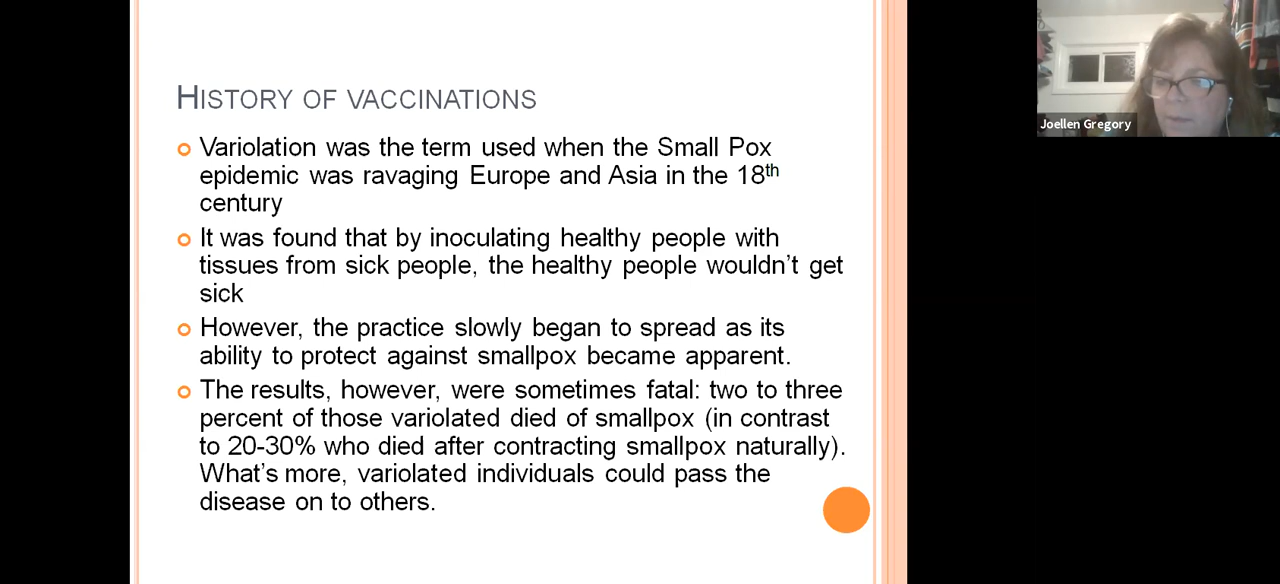 HISTORY OF VACCINATIONS
Variolation was the term used when the Small Pox
epidemic was ravaging Europe and Asia in the 18th
century
It was found that by inoculating healthy people with
tissues from sick people, the healthy people wouldn't get
sick
However, the practice slowly began to spread as its
ability to protect against smallpox became apparent.
The results, however, were sometimes fatal: two to three
percent of those variolated died of smallpox (in contrast
to 20-30% who died after contracting smallpox naturally).
What's more, variolated individuals could pass the
disease on to others.
Joellen Gregory